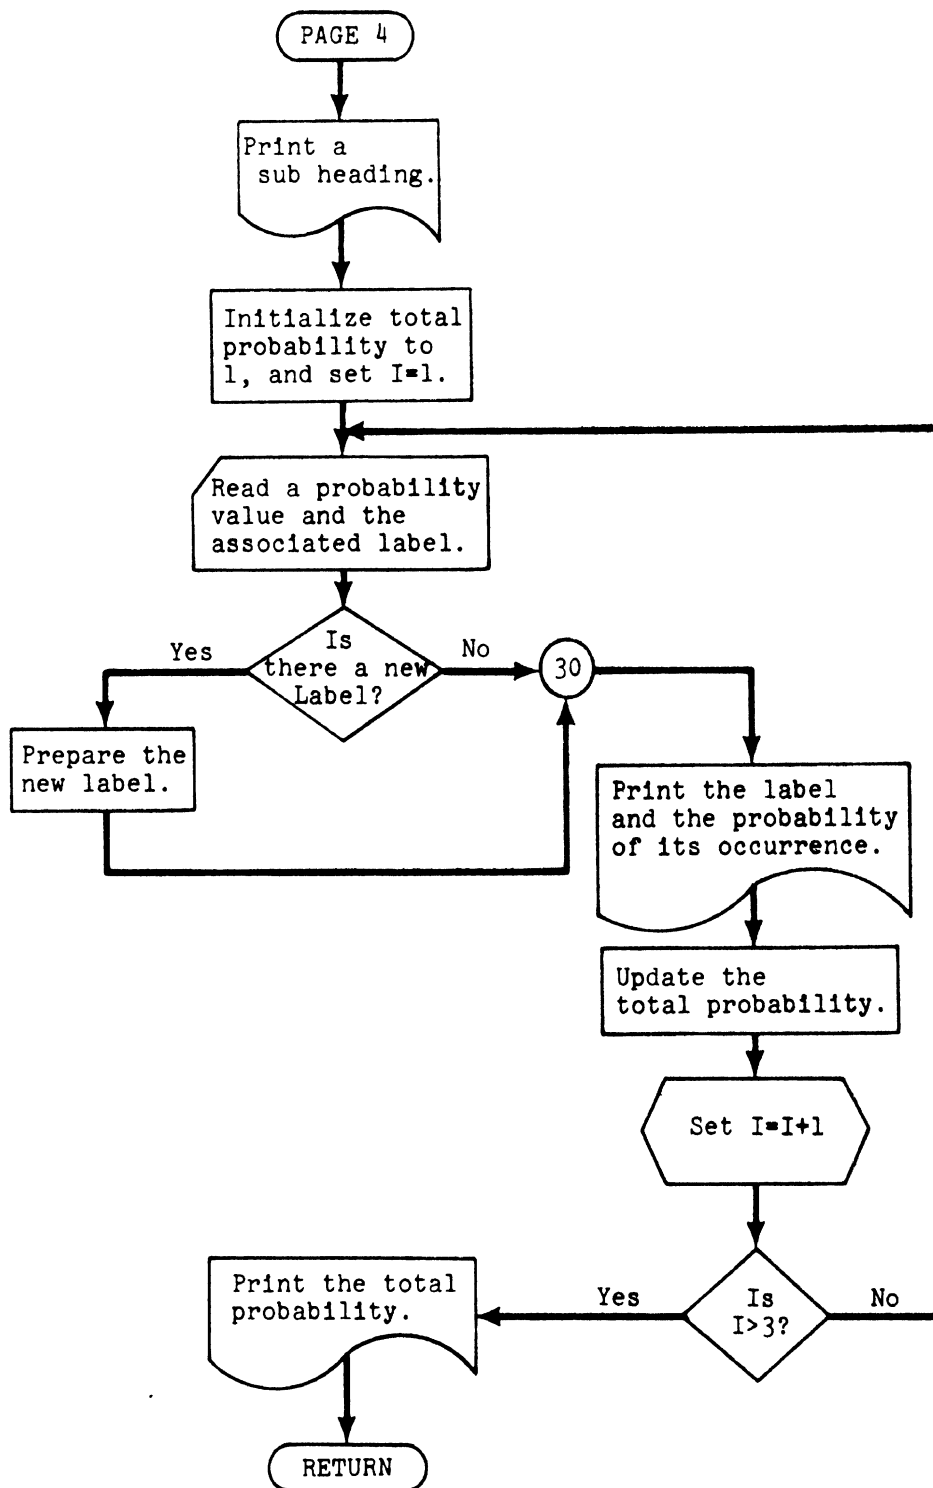 PAGE 4
Print a
sub heading.
Initialize total
probability to
1, and set I=1.
Read a probability
value and the
associated label.
Is
there a new
Label?
Yes
No
30
Prepare the
new label.
Print the label
and the probability
of its occurrence.
Update the
total probability.
Set I=I+1
Is
I>3?
Yes
No
Print the total
probability.
RETURN